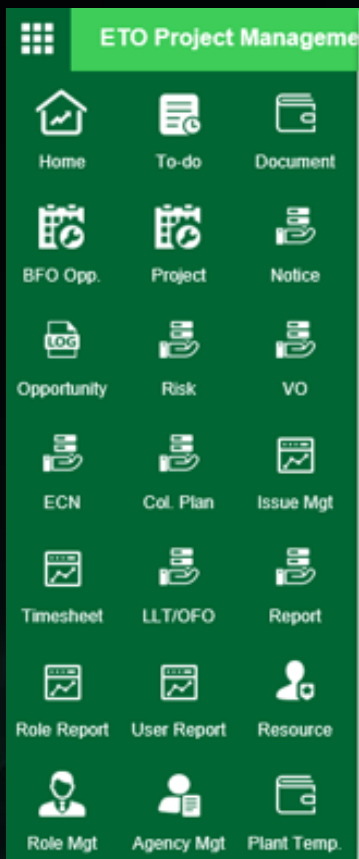 ETO Project Manageme
Home To-do Document
BFO Opp. Project Notice
LOG
Opportunity Risk VO
ECN Col. Plan Issue Mgt
Timesheet LLT/OFO Report
Role Report User Report Resource
Role Mgt Agency Mgt Plant Temp.